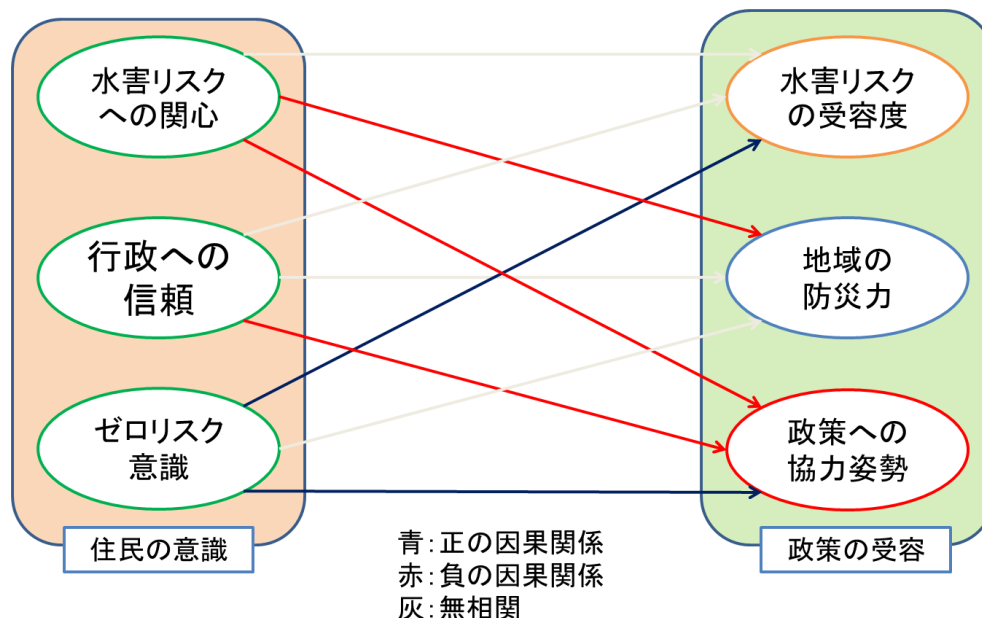 水害リスク
への関心
行政への
信頼
ゼロリスク
意識
住民の意識
水害リスク
の受容度
地域の
防災力
政策への
協力姿勢
政策の受容
青：正の因果関係
赤：負の因果関係
灰：無相関